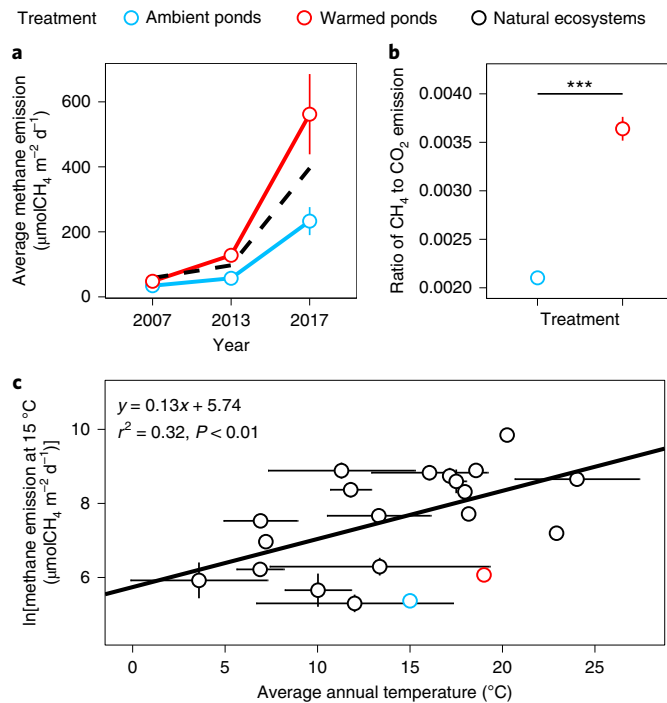 Treatment Ambient ponds Warmed ponds Natural ecosystems
a
Average methane emission
(μmolCH₄ m⁻² d⁻¹)
600
400
200
0
2007 2013 2017
Year
b
***
Ratio of CH₄ to CO₂ emission
0.0040
0.0035
0.0030
0.0025
0.0020
Treatment
c
y = 0.13x + 5.74
r² = 0.32, P < 0.01
ln[methane emission at 15 °C
(μmolCH₄ m⁻² d⁻¹)]
10
8
6
0 5 10 15 20 25
Average annual temperature (°C)